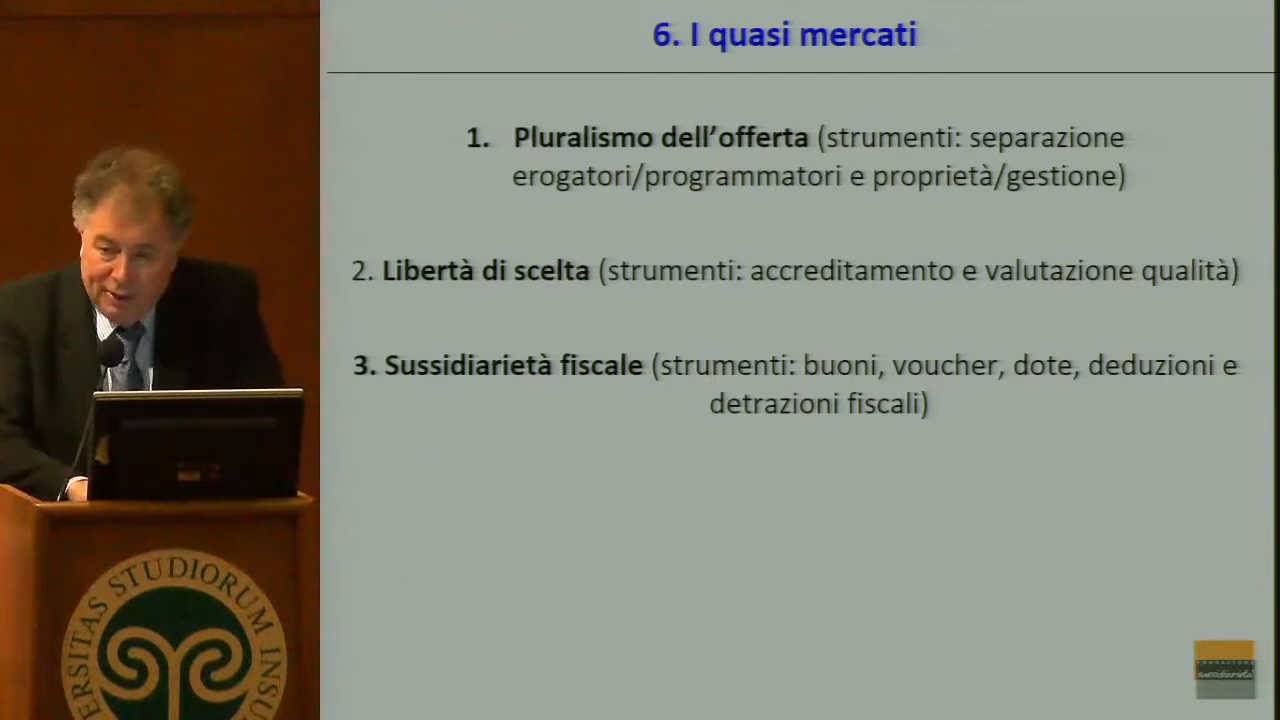 6. I quasi mercati
1. Pluralismo dell'offerta (strumenti: separazione
erogatori/programmatori e proprietà/gestione)
2. Libertà di scelta (strumenti: accreditamento e valutazione qualità)
3. Sussidiarietà fiscale (strumenti: buoni, voucher, dote, deduzioni e
detrazioni fiscali)
ERSITAS STUDIORUM INSU